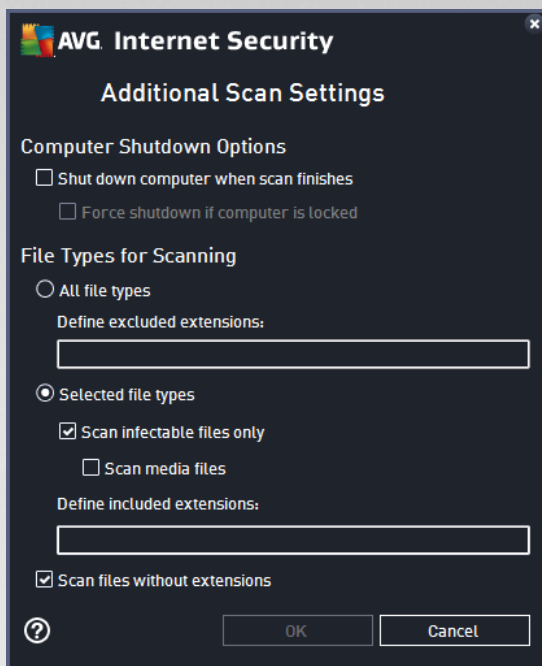 AVG. Internet Security
Additional Scan Settings
Computer Shutdown Options
Shut down computer when scan finishes
Force shutdown if computer is locked
File Types for Scanning
All file types
Define excluded extensions:
Selected file types
Scan infectable files only
Scan media files
Define included extensions:
Scan files without extensions
? OK Cancel